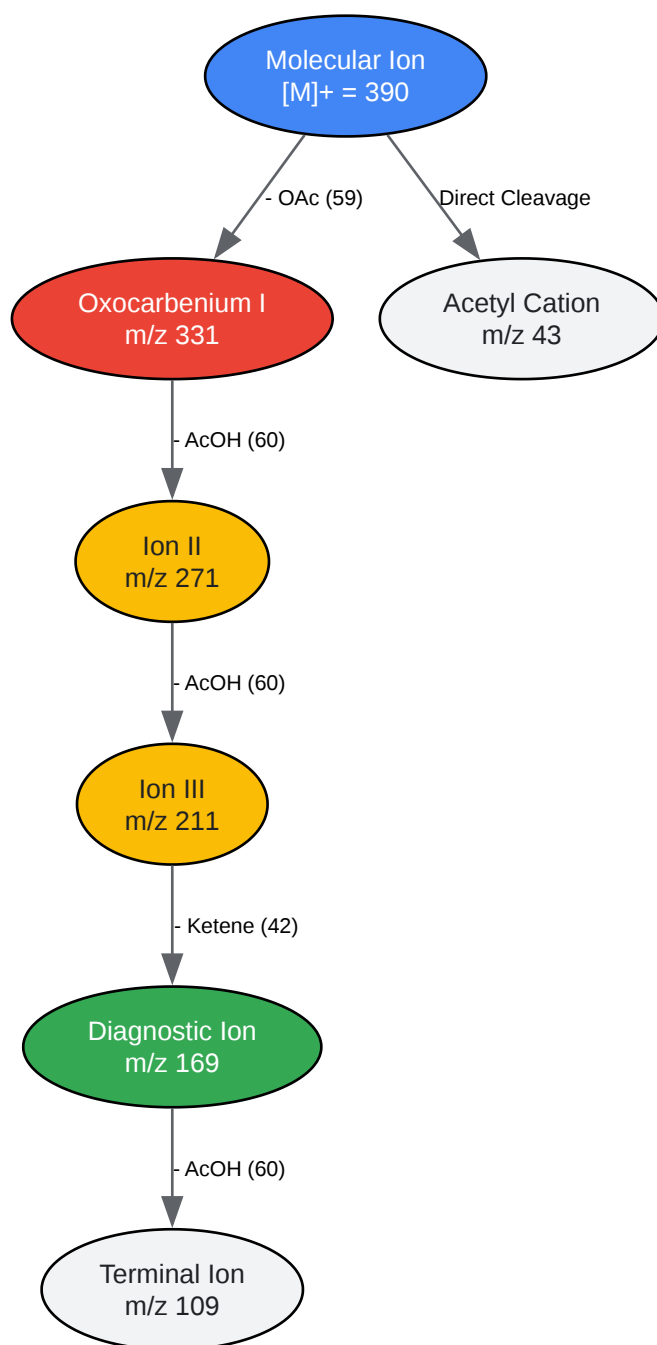 Molecular Ion
[M]+ = 390
- OAc (59)
Direct Cleavage
Oxocarbenium I
m/z 331
Acetyl Cation
m/z 43
- AcOH (60)
Ion II
m/z 271
- AcOH (60)
Ion III
m/z 211
- Ketene (42)
Diagnostic Ion
m/z 169
- AcOH (60)
Terminal Ion
m/z 109